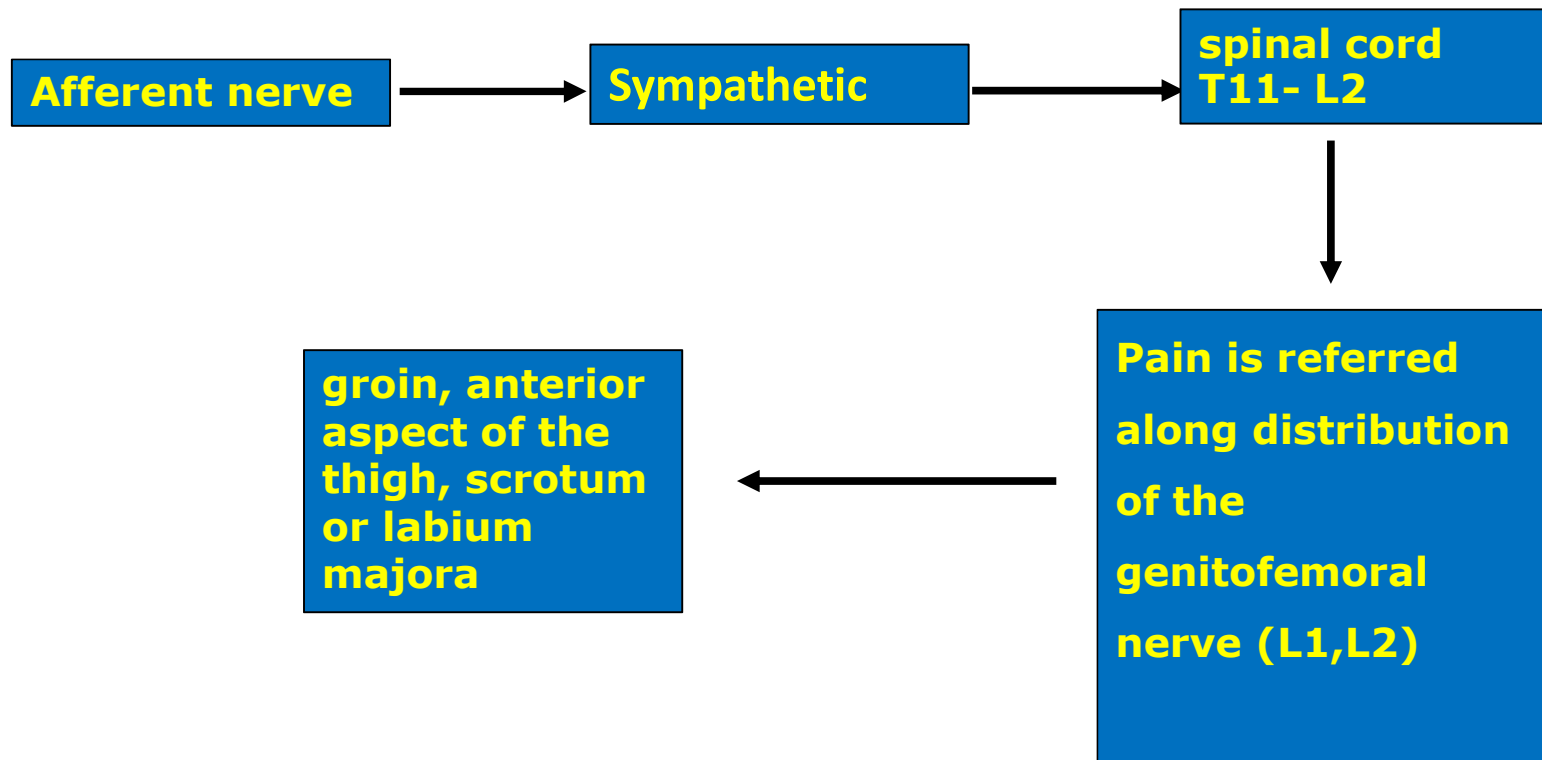 Afferent nerve
Sympathetic
spinal cord
T11- L2
Pain is referred
along distribution
of the
genitofemoral
nerve (L1,L2)
groin, anterior
aspect of the
thigh, scrotum
or labium
majora